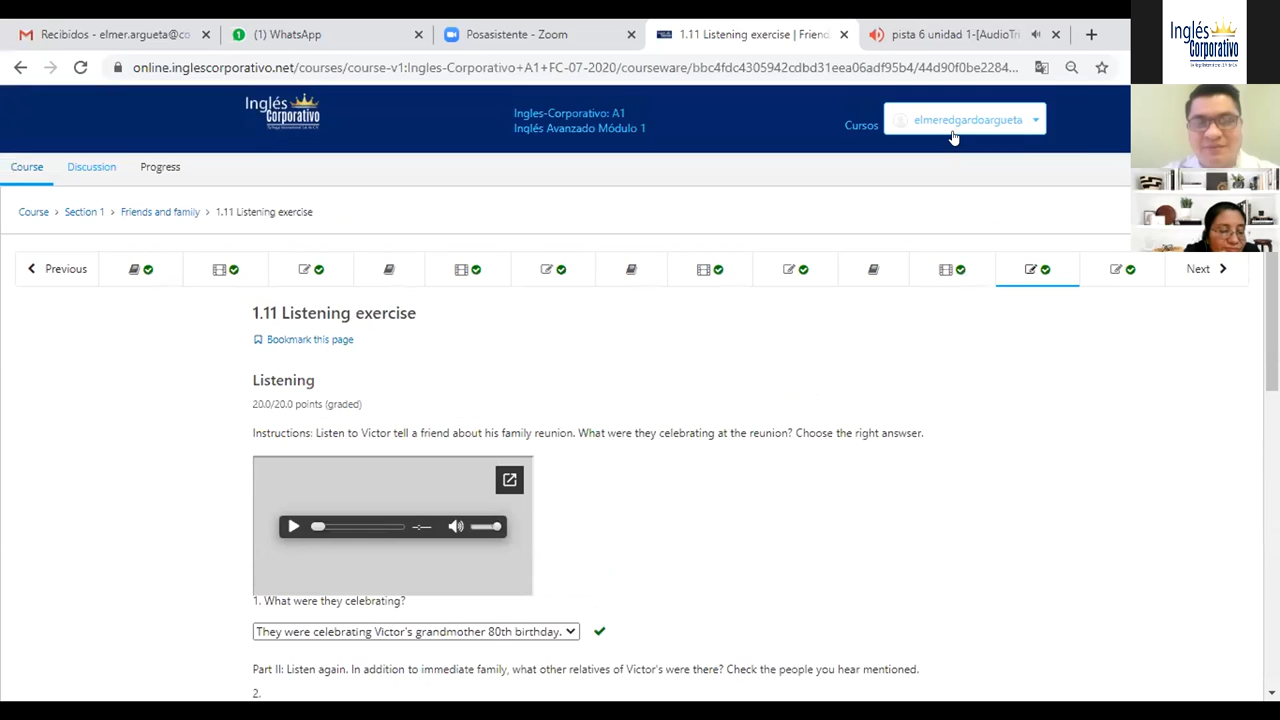 Recibidos - elmer.argueta@co
(1) WhatsApp
Posasistente - Zoom
1.11 Listening exercise | Friend
pista 6 unidad 1-[AudioTri
online.inglescorporativo.net/courses/course-v1:Ingles-Corporativo+A1+FC-07-2020/courseware/bbc4fdc4305942cdbd31eea06adf95b4/44d90f0be2284...
Inglés
Corporativo
Ingles-Corporativo: A1
Inglés Avanzado Módulo 1
Cursos
elmeredgardoargueta
Inglés
Corporativo
Course
Discussion
Progress
Course > Section 1 > Friends and family > 1.11 Listening exercise
Previous
Next
1.11 Listening exercise
Bookmark this page
Listening
20.0/20.0 points (graded)
Instructions: Listen to Victor tell a friend about his family reunion. What were they celebrating at the reunion? Choose the right answser.
-:--
1. What were they celebrating?
They were celebrating Victor's grandmother 80th birthday.
Part II: Listen again. In addition to immediate family, what other relatives of Victor's were there? Check the people you hear mentioned.
2.